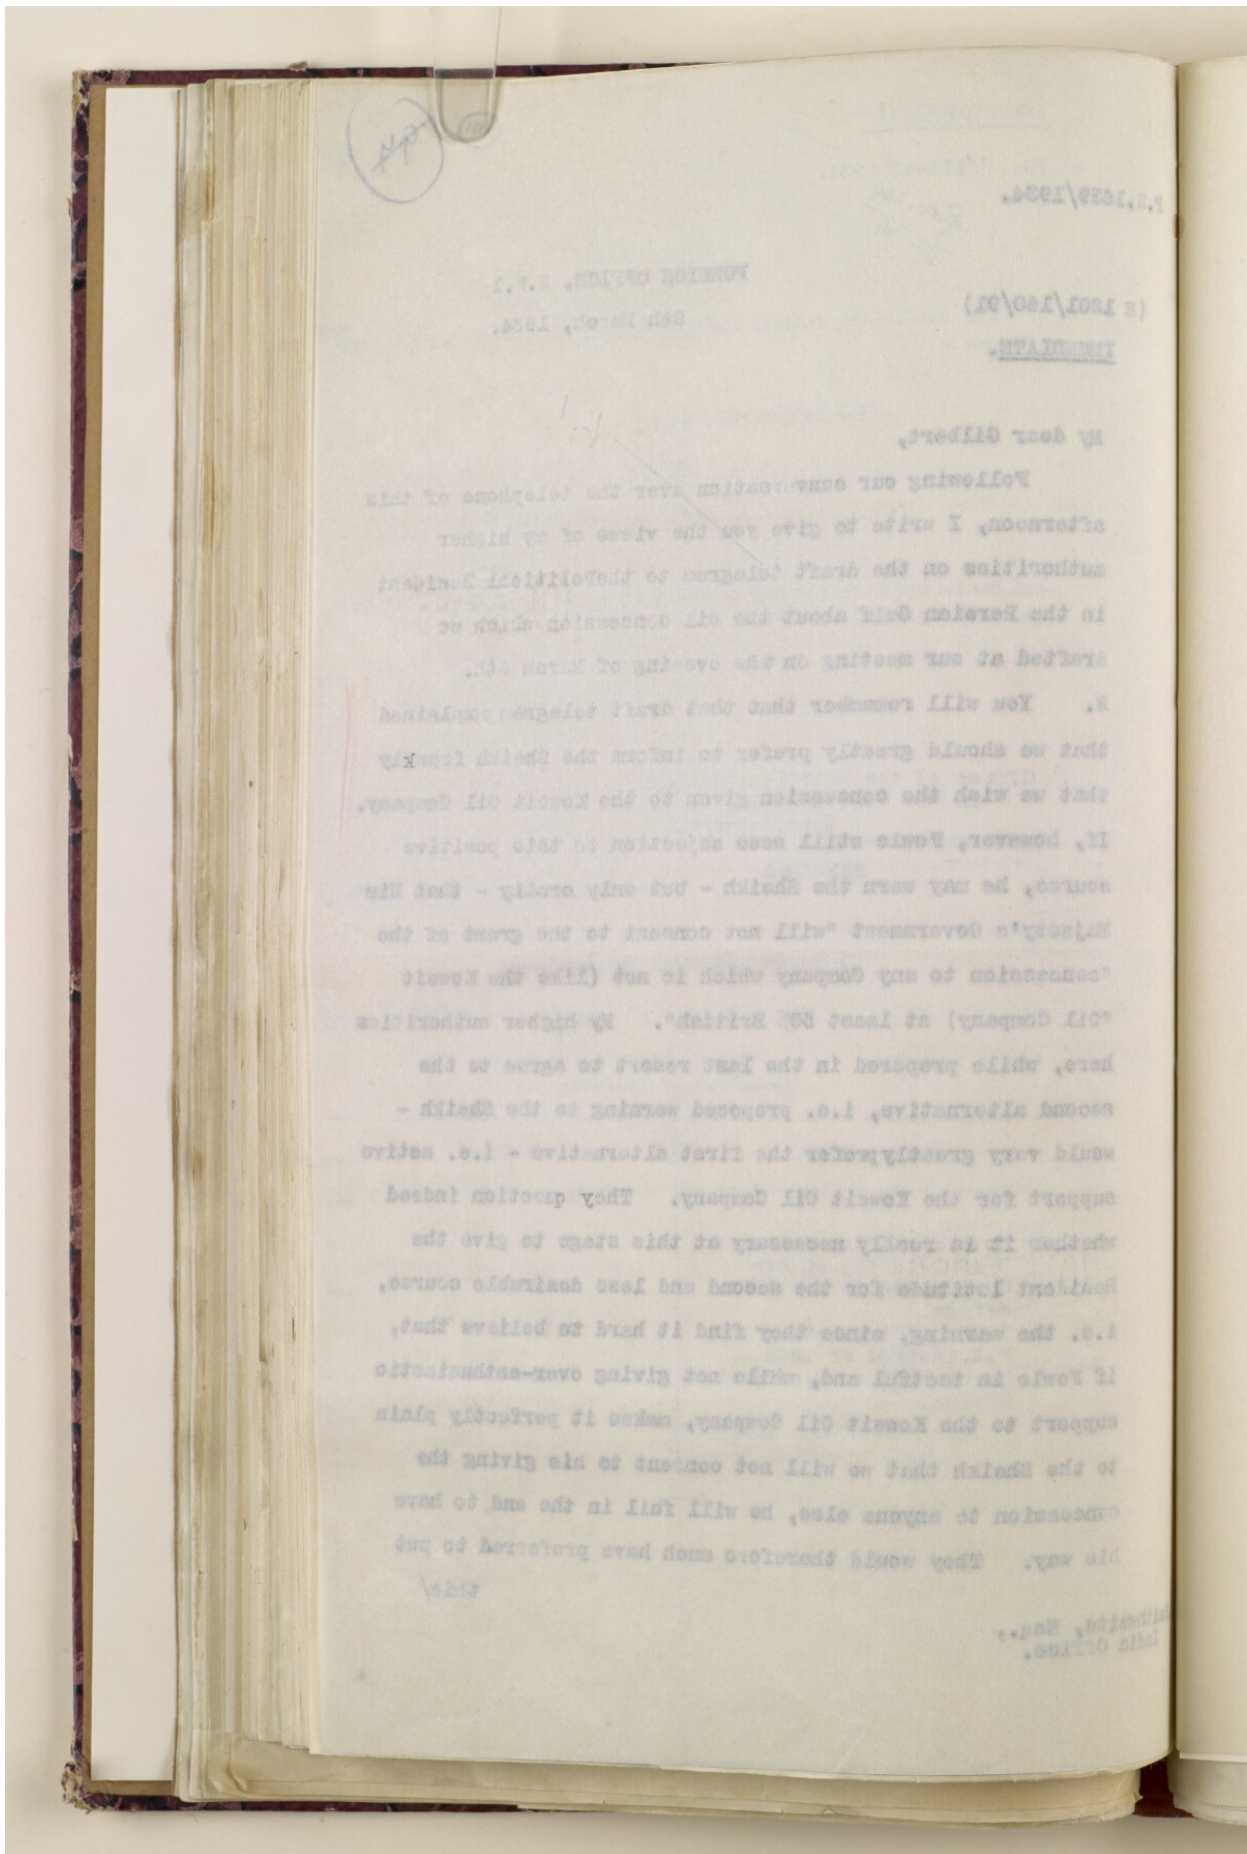 P.Z.1639/1934.
FOREIGN OFFICE, S.W.1
8th March, 1934.
(E 1801/160/91)
IMMEDIATE.
My dear Gilbert,
Following our conversation over the telephone of this
afternoon, I write to give you the views of my higher
authorities on the draft telegram to thePolitical Resident
in the Persian Gulf about the oil concession which we
drafted at our meeting on the evening of March 6th.
2. You will remember that that draft telegram explained
that we should greatly prefer to inform the Sheikh frankly
that we wish the concession given to the Koweit Oil Company.
If, however, Fowle still sees objection to this positive
course, he may warn the Sheikh - but only orally - that His
Majesty's Government "will not consent to the grant of the
"concession to any Company which is not (like the Koweit
"Oil Company) at least 50% British". My higher authorities
here, while prepared in the last resort to agree to the
second alternative, i.e. proposed warning to the Sheikh -
would very greatly prefer the first alternative - i.e. active
support for the Koweit Oil Company. They question indeed
whether it is really necessary at this stage to give the
Resident latitude for the second and less desirable course,
i.e. the warning, since they find it hard to believe that,
if Fowle is tactful and, while not giving over-enthusiastic
support to the Koweit Oil Company, makes it perfectly plain
to the Sheikh that we will not consent to his giving the
concession to anyone else, he will fail in the end to have
his way. They would therefore much have preferred to put
this/
Esq.,
India Office.